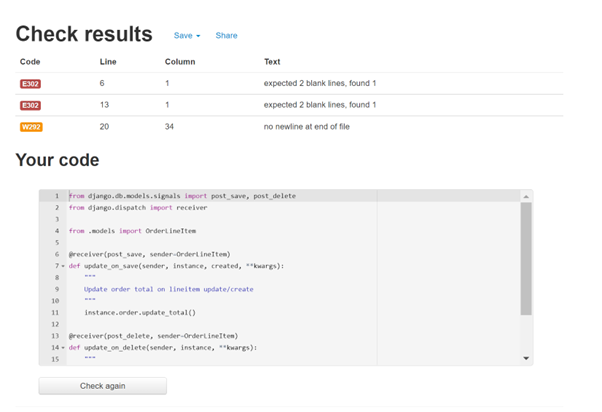 Check results Save Share
Code Line Column Text
E302 6 1 expected 2 blank lines, found 1
E302 13 1 expected 2 blank lines, found 1
W292 20 34 no newline at end of file
Your code
1 from django.db.models.signals import post_save, post_delete
2 from django.dispatch import receiver
3
4 from .models import OrderLineItem
5
6 @receiver(post_save, sender=OrderLineItem)
7 def update_on_save(sender, instance, created, **kwargs):
8 """
9 Update order total on lineitem update/create
10 """
11 instance.order.update_total()
12
13 @receiver(post_delete, sender=OrderLineItem)
14 def update_on_delete(sender, instance, **kwargs):
15 """
Check again